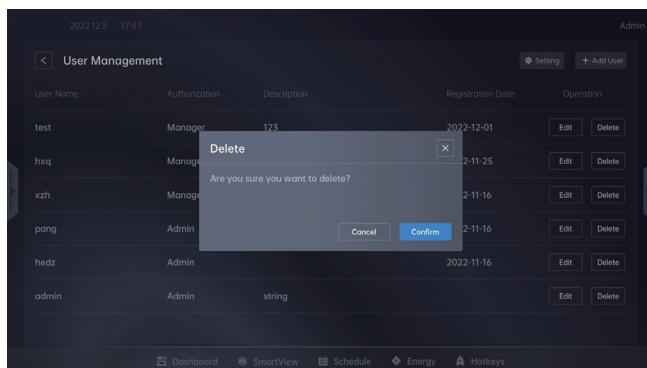 2022.12.5 17:37 Admin
< User Management Setting + Add User
User Name Authorization Description Registration Date Operation
test Manager 123 2022-12-01 Edit Delete
Delete
hxq Manage 2-11-25 Edit Delete
Are you sure you want to delete?
xzh Manage 2-11-16 Edit Delete
pang Admin 2-11-16 Edit Delete
Cancel Confirm
hedz Admin 2022-11-16 Edit Delete
admin Admin string Edit Delete
Dashboard SmartView Schedule Energy Hotkeys